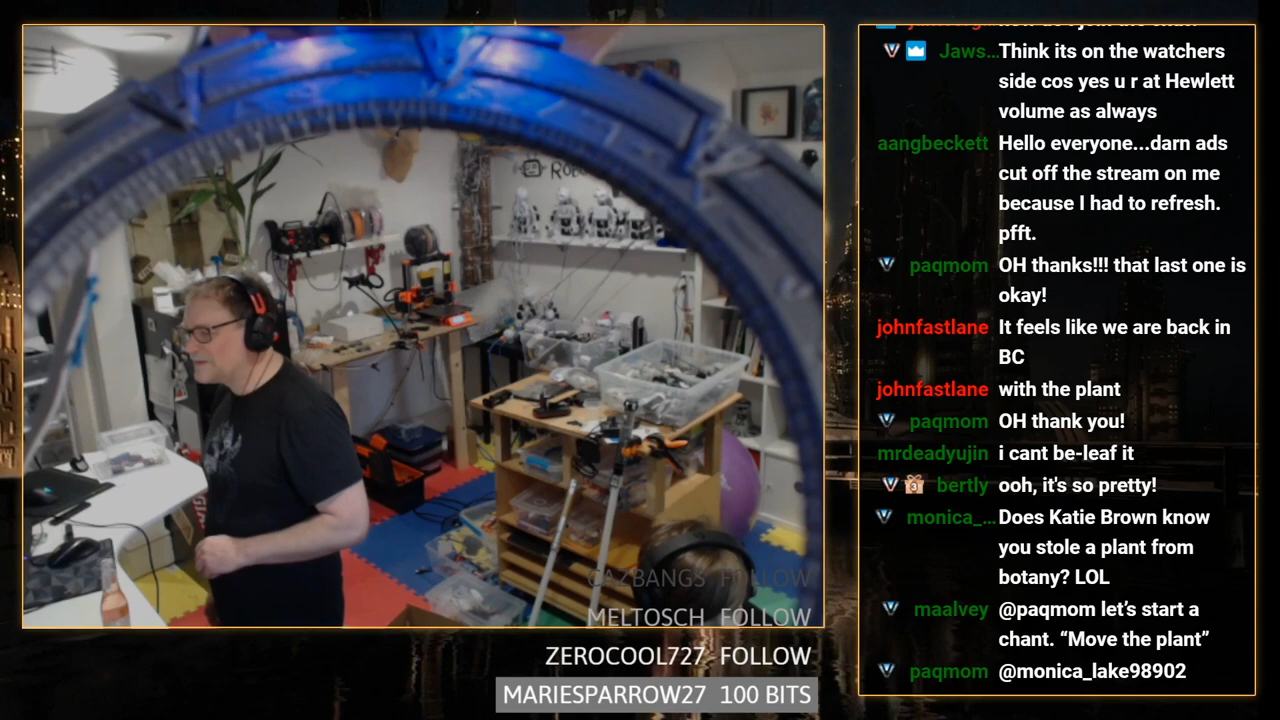 Jaws… Think its on the watchers
side cos yes u r at Hewlett
volume as always
aangbeckett Hello everyone...darn ads
cut off the stream on me
because I had to refresh.
pfft.
paqmom OH thanks!!! that last one is
okay!
johnfastlane It feels like we are back in
BC
johnfastlane with the plant
paqmom OH thank you!
mrdeadyujin i cant be-leaf it
bertly ooh, it's so pretty!
monica_… Does Katie Brown know
you stole a plant from
botany? LOL
maalvey @paqmom let’s start a
chant. “Move the plant”
paqmom @monica_lake98902
CAZBANGS FOLLOW
MELTOSCH FOLLOW
ZEROCOOL727 FOLLOW
MARIESPARROW27 100 BITS